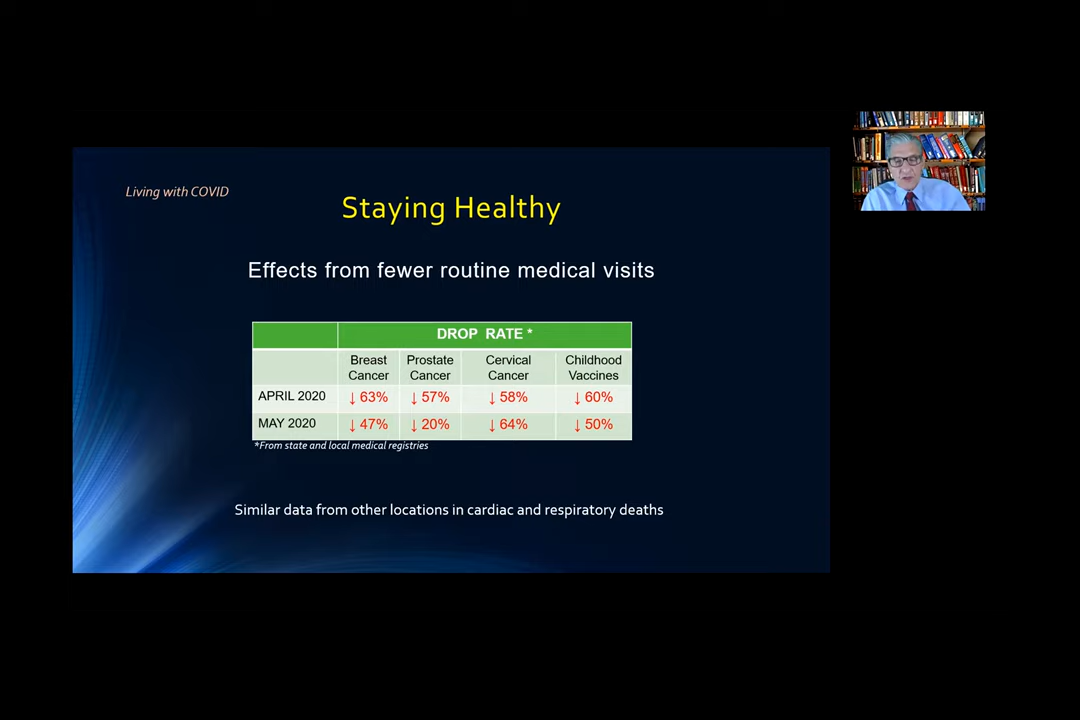 Living with COVID
Staying Healthy
Effects from fewer routine medical visits
DROP RATE *
Breast Cancer Prostate Cancer Cervical Cancer Childhood Vaccines
APRIL 2020 ↓ 63% ↓ 57% ↓ 58% ↓ 60%
MAY 2020 ↓ 47% ↓ 20% ↓ 64% ↓ 50%
*From state and local medical registries
Similar data from other locations in cardiac and respiratory deaths